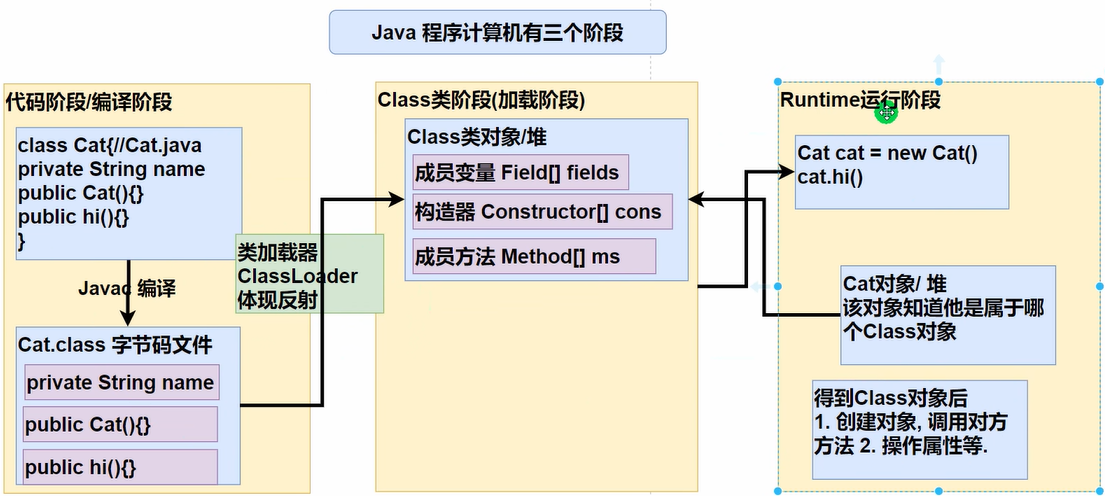 Java 程序计算机有三个阶段
代码阶段/编译阶段
class Cat{//Cat.java
private String name
public Cat(){}
public hi(){}
}
Javac 编译
Cat.class 字节码文件
private String name
public Cat(){}
public hi(){}
类加载器
ClassLoader
体现反射
Class类阶段(加载阶段)
Class类对象/堆
成员变量 Field[] fields
构造器 Constructor[] cons
成员方法 Method[] ms
Runtime运行阶段
Cat cat = new Cat()
cat.hi()
Cat对象/ 堆
该对象知道他是属于哪
个Class对象
得到Class对象后
1. 创建对象, 调用对方
方法 2. 操作属性等.